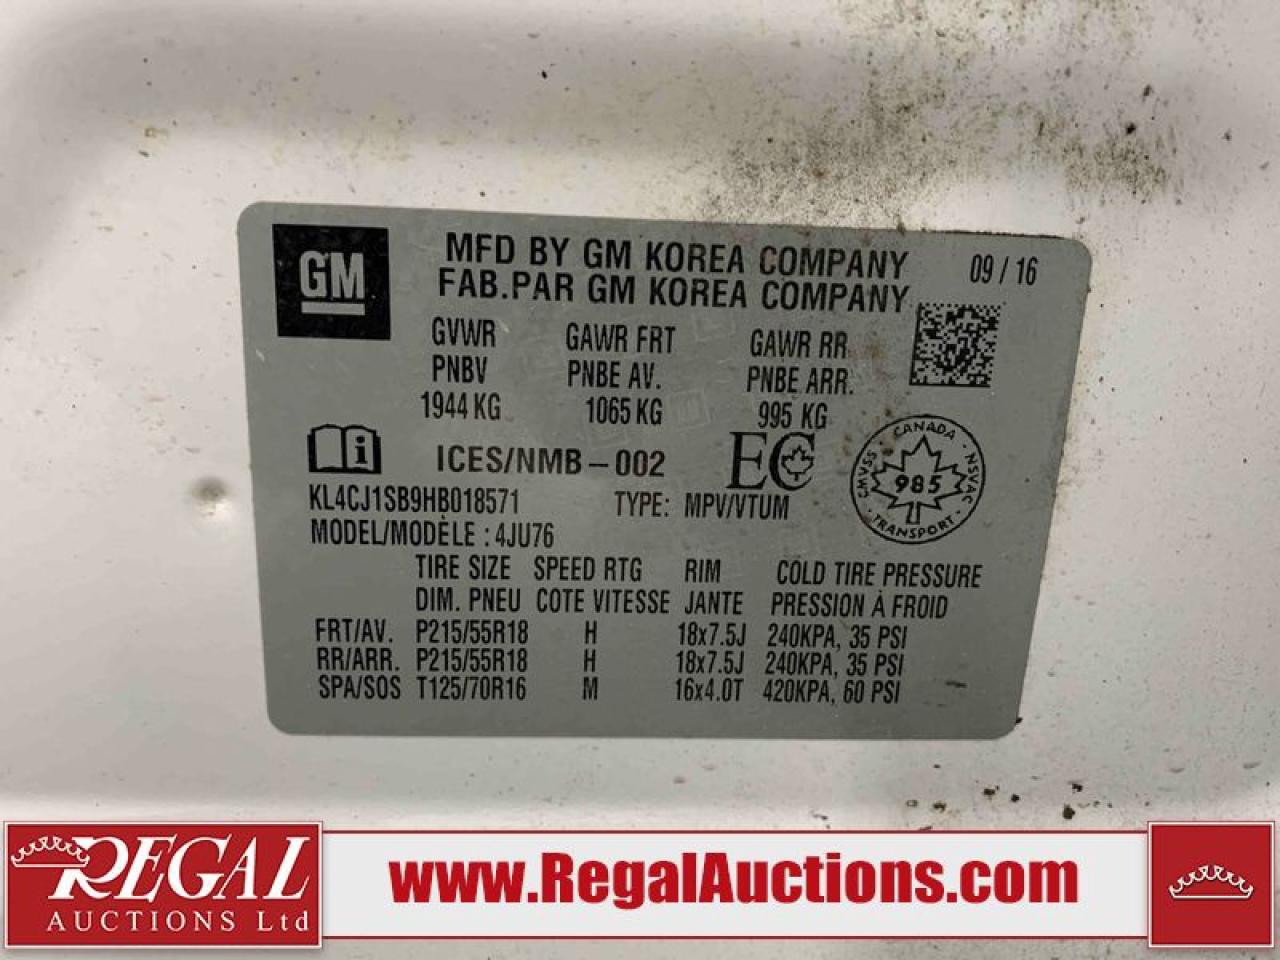 GM
MFD BY GM KOREA COMPANY 09 / 16
FAB.PAR GM KOREA COMPANY
GVWR GAWR FRT GAWR RR
PNBV PNBE AV. PNBE ARR.
1944 KG 1065 KG 995 KG
ICES/NMB – 002 EC
KL4CJ1SB9HB018571 TYPE: MPV/VTUM
MODEL/MODÈLE : 4JU76
CANADA
CMVSS 985 NSVAC
TRANSPORT
TIRE SIZE SPEED RTG RIM COLD TIRE PRESSURE
DIM. PNEU COTE VITESSE JANTE PRESSION À FROID
FRT/AV. P215/55R18 H 18x7.5J 240KPA, 35 PSI
RR/ARR. P215/55R18 H 18x7.5J 240KPA, 35 PSI
SPA/SOS T125/70R16 M 16x4.0T 420KPA, 60 PSI
REGAL
AUCTIONS Ltd
www.RegalAuctions.com